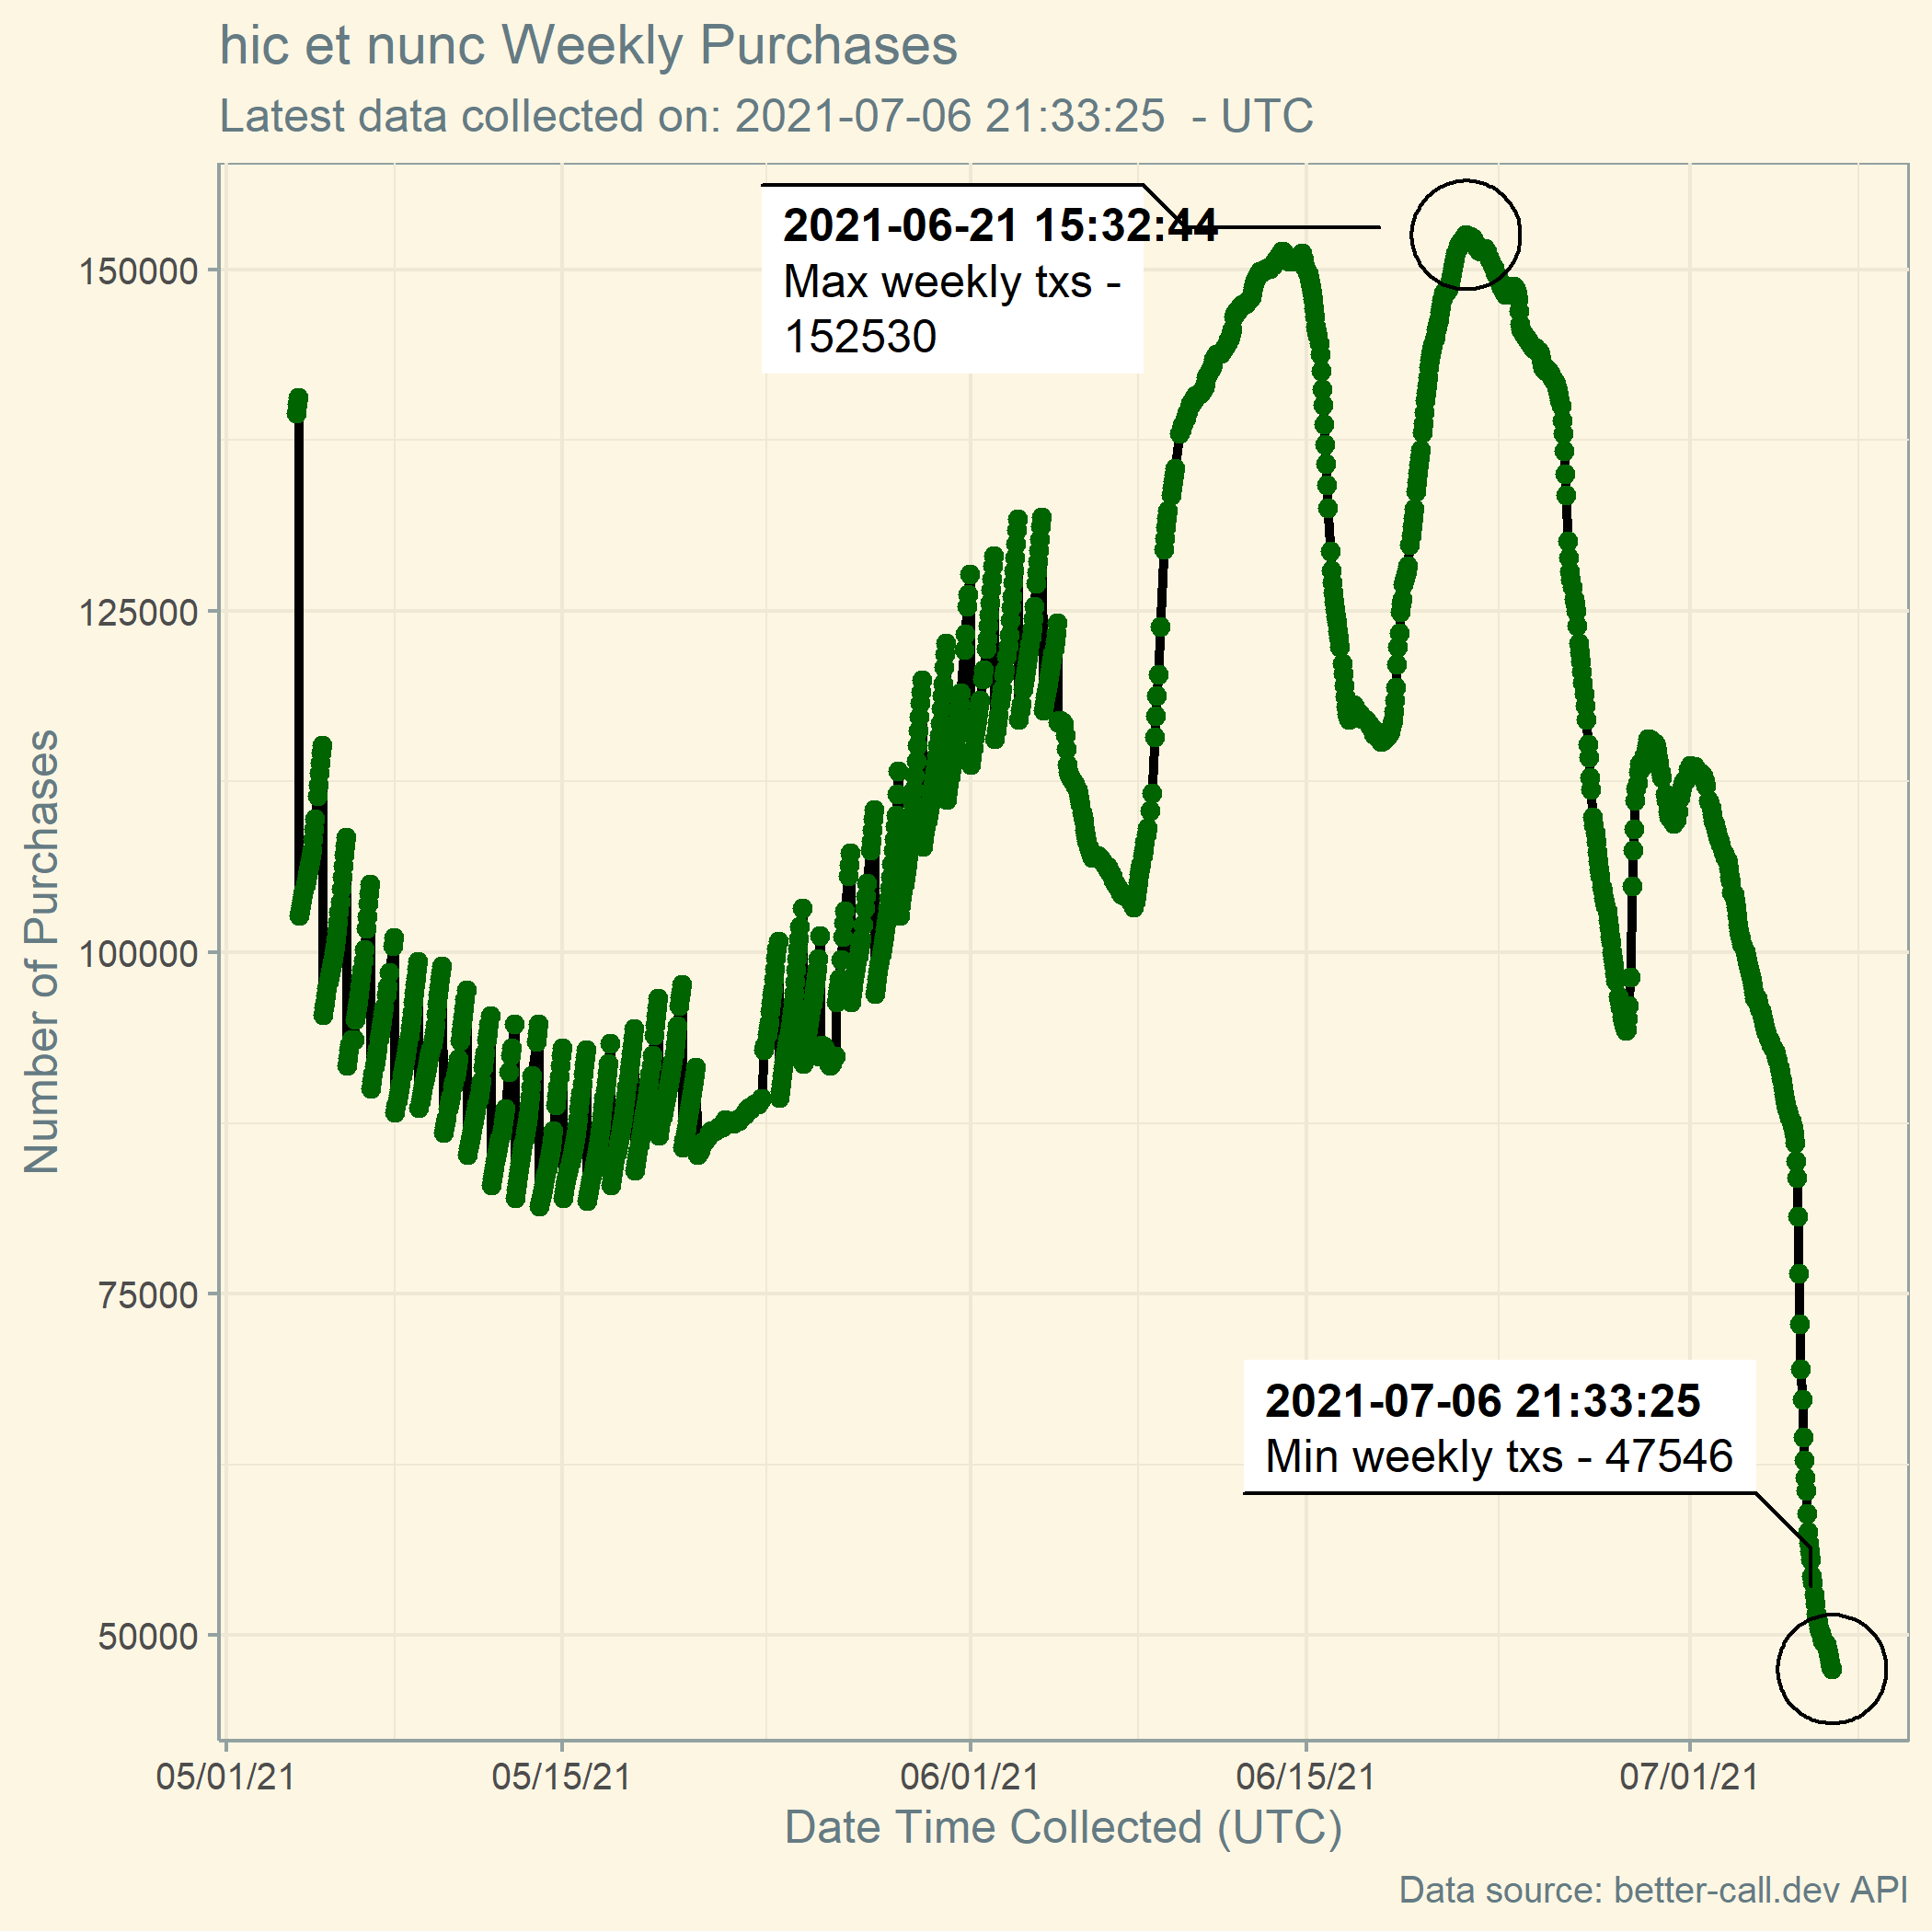 hic et nunc Weekly Purchases
Latest data collected on: 2021-07-06 21:33:25  - UTC
2021-06-21 15:32:44
Max weekly txs -
152530
150000
125000
100000
75000
50000
Number of Purchases
2021-07-06 21:33:25
Min weekly txs - 47546
05/01/21 05/15/21 06/01/21 06/15/21 07/01/21
Date Time Collected (UTC)
Data source: better-call.dev API